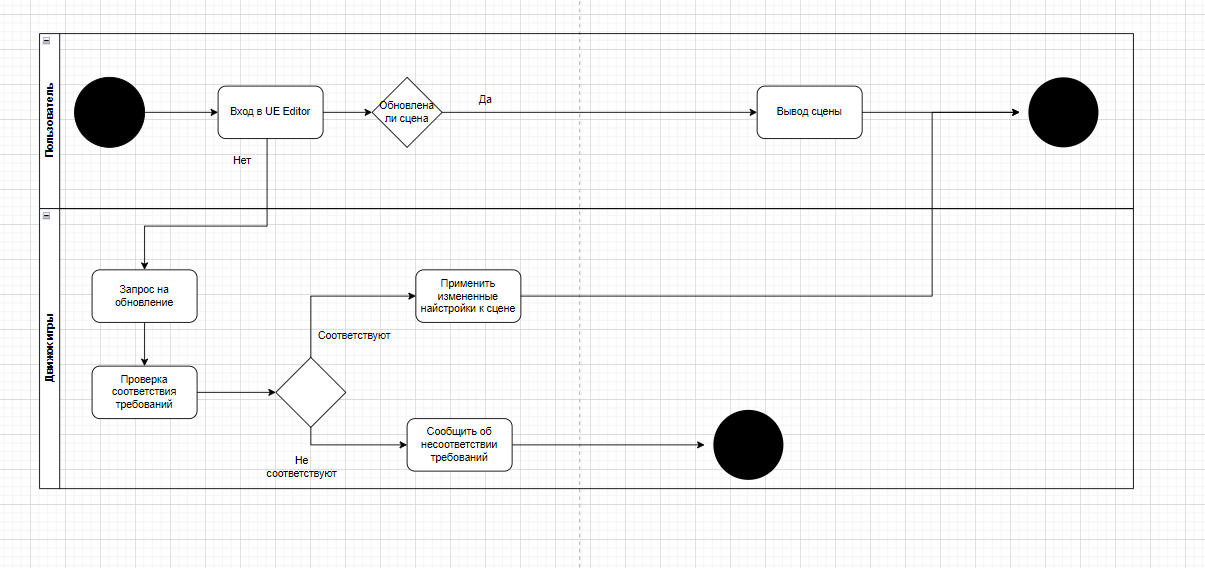 Пользователь
Вход в UE Editor
Обновлена
ли сцена
Да
Вывод сцены
Нет
Движок игры
Запрос на
обновление
Применить
измененные
найстройки к сцене
Соответствуют
Проверка
соответствия
требований
Сообщить об
несоответствии
требований
Не
соответствуют